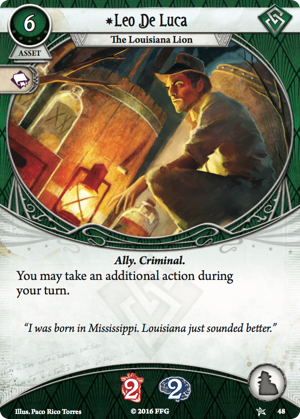 6
*Leo De Luca
ASSET
The Louisiana Lion
Ally. Criminal.
You may take an additional action during
your turn.
"I was born in Mississippi. Louisiana just sounded better."
2 2
Illus. Paco Rico Torres © 2016 FFG 48